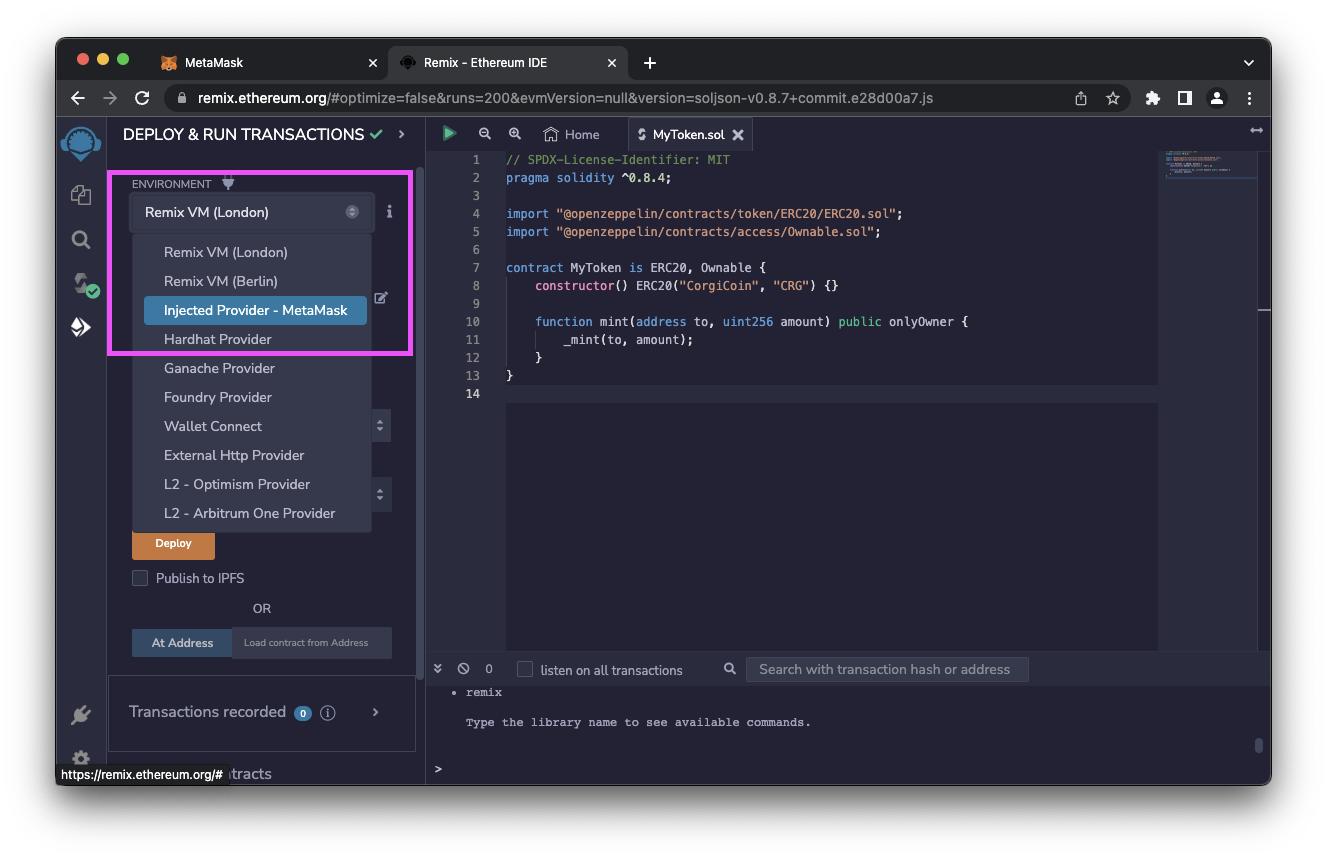 MetaMask
Remix - Ethereum IDE
remix.ethereum.org/#optimize=false&runs=200&evmVersion=null&version=soljson-v0.8.7+commit.e28d00a7.js
DEPLOY & RUN TRANSACTIONS
ENVIRONMENT
Remix VM (London)
Remix VM (London)
Remix VM (Berlin)
Injected Provider - MetaMask
Hardhat Provider
Ganache Provider
Foundry Provider
Wallet Connect
External Http Provider
L2 - Optimism Provider
L2 - Arbitrum One Provider
Deploy
Publish to IPFS
OR
At Address
Load contract from Address
Transactions recorded 0
ntracts
https://remix.ethereum.org/#
Home
MyToken.sol
1 // SPDX-License-Identifier: MIT
2 pragma solidity ^0.8.4;
3
4 import "@openzeppelin/contracts/token/ERC20/ERC20.sol";
5 import "@openzeppelin/contracts/access/Ownable.sol";
6
7 contract MyToken is ERC20, Ownable {
8 constructor() ERC20("CorgiCoin", "CRG") {}
9
10 function mint(address to, uint256 amount) public onlyOwner {
11 _mint(to, amount);
12 }
13 }
14
0
listen on all transactions
Search with transaction hash or address
• remix
Type the library name to see available commands.
>